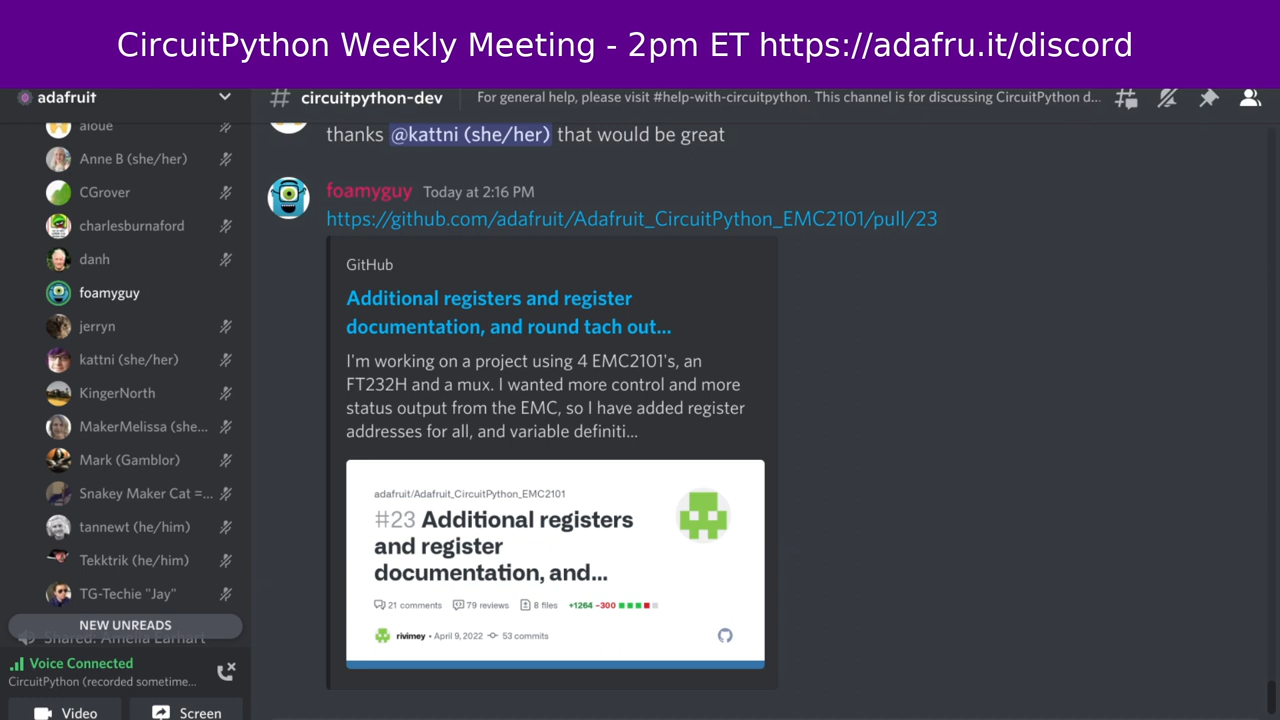 CircuitPython Weekly Meeting - 2pm ET https://adafru.it/discord
adafruit
# circuitpython-dev
For general help, please visit #help-with-circuitpython. This channel is for discussing CircuitPython d...
aloue
Anne B (she/her)
CGrover
charlesburnaford
danh
foamyguy
jerryn
kattni (she/her)
KingerNorth
MakerMelissa (she...
Mark (Gamblor)
Snakey Maker Cat =...
tannewt (he/him)
Tekktrik (he/him)
TG-Techie "Jay"
NEW UNREADS
Shared: Amelia Earhart
Voice Connected
CircuitPython (recorded sometime...
Video
Screen
thanks @kattni (she/her) that would be great
foamyguy Today at 2:16 PM
https://github.com/adafruit/Adafruit_CircuitPython_EMC2101/pull/23
GitHub
Additional registers and register
documentation, and round tach out...
I'm working on a project using 4 EMC2101's, an
FT232H and a mux. I wanted more control and more
status output from the EMC, so I have added register
addresses for all, and variable definiti...
adafruit/Adafruit_CircuitPython_EMC2101
#23 Additional registers
and register
documentation, and...
21 comments 79 reviews 8 files +1264 −300
rivimey • April 9, 2022 53 commits